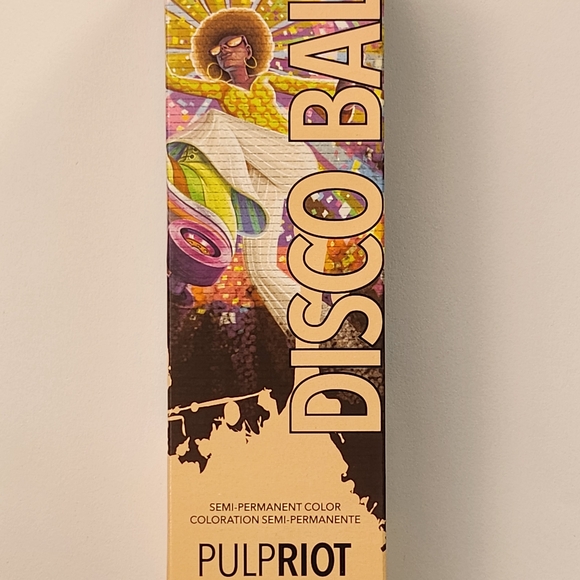 DISCO BAL
SEMI-PERMANENT COLOR
COLORATION SEMI-PERMANENTE
PULPRIOT